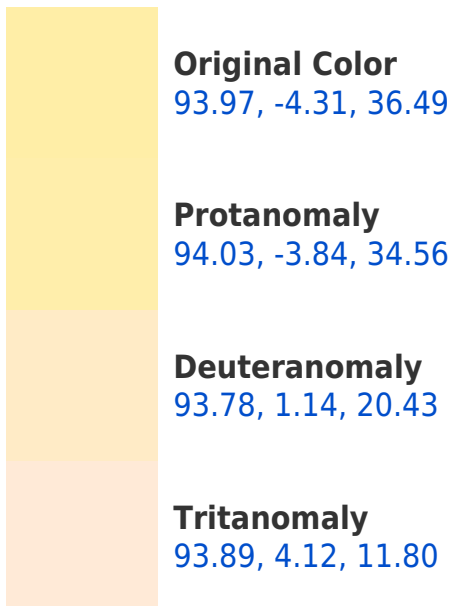 Original Color
93.97, -4.31, 36.49
Protanomaly
94.03, -3.84, 34.56
Deuteranomaly
93.78, 1.14, 20.43
Tritanomaly
93.89, 4.12, 11.80